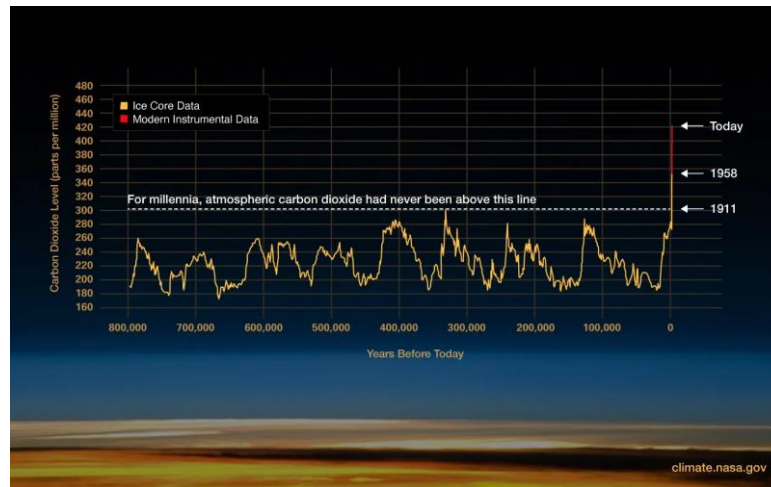 480
460
440
420
400
380
360
340
320
300
280
260
240
220
200
180
160
Carbon Dioxide Level (parts per million)
Ice Core Data
Modern Instrumental Data
For millennia, atmospheric carbon dioxide had never been above this line
Today
1958
1911
800,000 700,000 600,000 500,000 400,000 300,000 200,000 100,000 0
Years Before Today
climate.nasa.gov